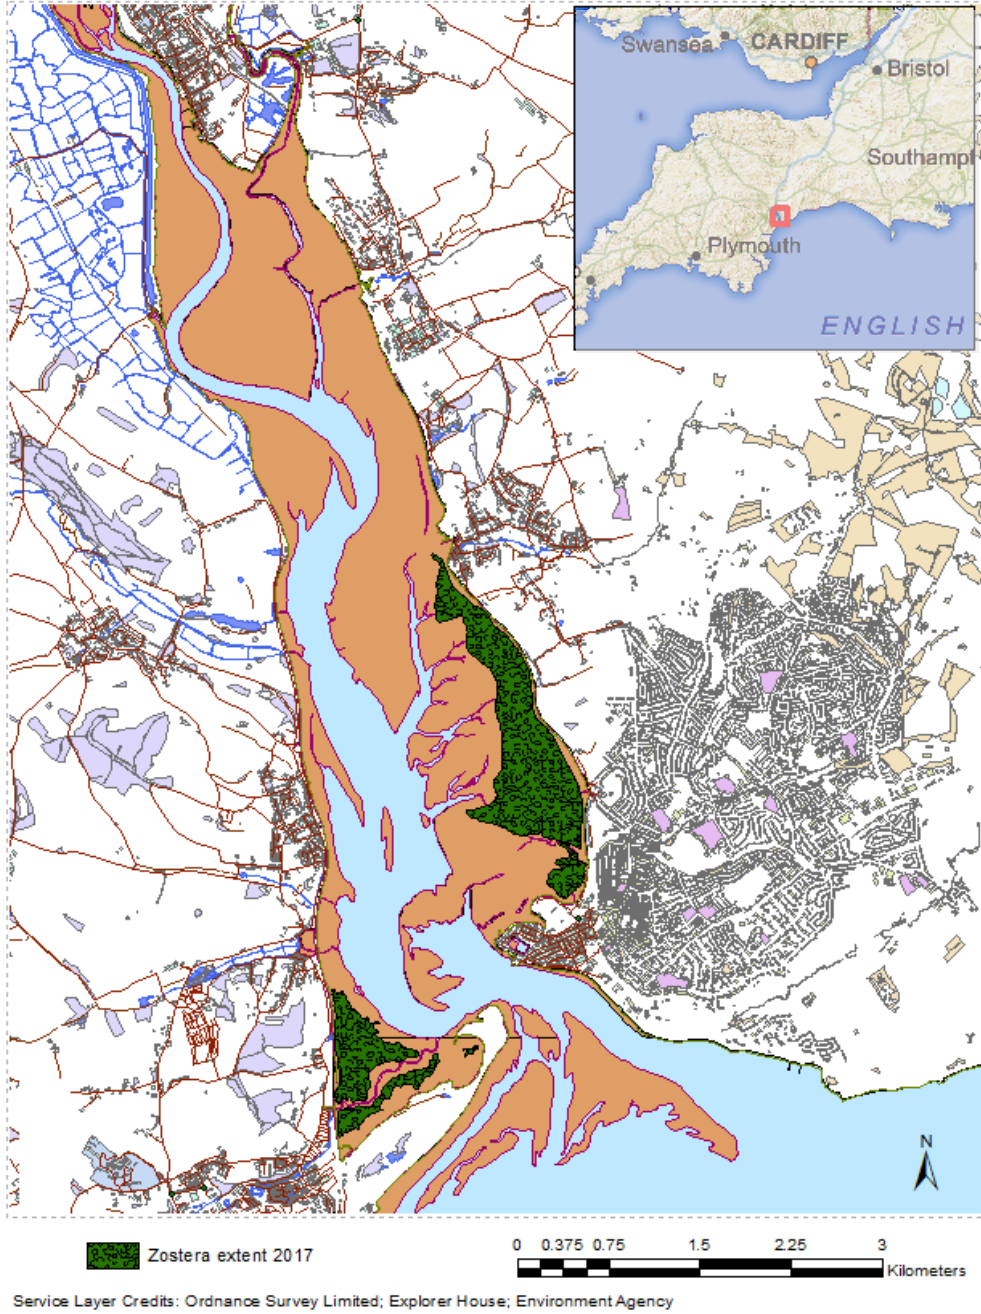 Swansea
CARDIFF
Bristol
Southampt
Plymouth
ENGLISH
N
Zostera extent 2017
0 0.375 0.75 1.5 2.25 3
Kilometers
Service Layer Credits: Ordnance Survey Limited; Explorer House; Environment Agency